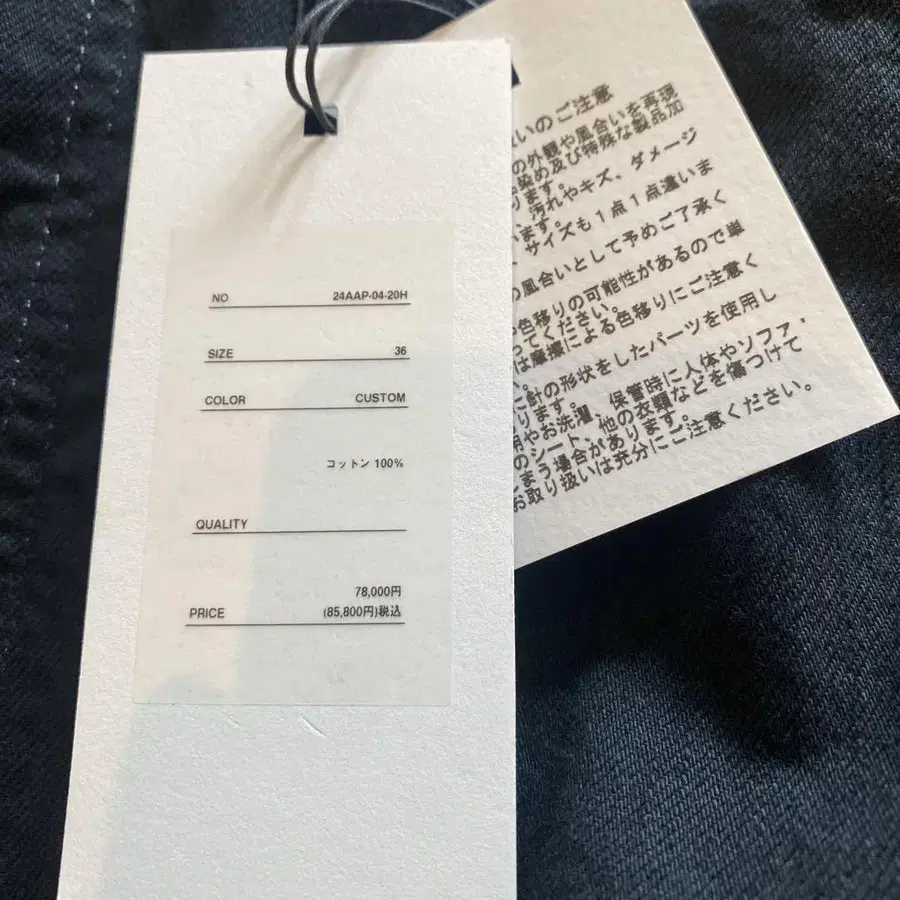 NO 24AAP-04-20H
SIZE 36
COLOR CUSTOM
コットン 100%
QUALITY
78,000円
PRICE (85,800円)税込
いのご注意
の外観や風合いを再現
染め及び特殊な製品加
ります。
汚れやキズ、ダメージ
います。
、サイズも1点1点違いま
の風合いとして予めご了承く
色移りの可能性があるので単
ってください。
は摩擦による色移りにご注意く
に針の形状をしたパーツを使用し
ります。
用やお洗濯、保管時に人体やソファ・
のシート、他の衣類などを傷つけて
まう場合があります。
お取り扱いは充分にご注意ください。